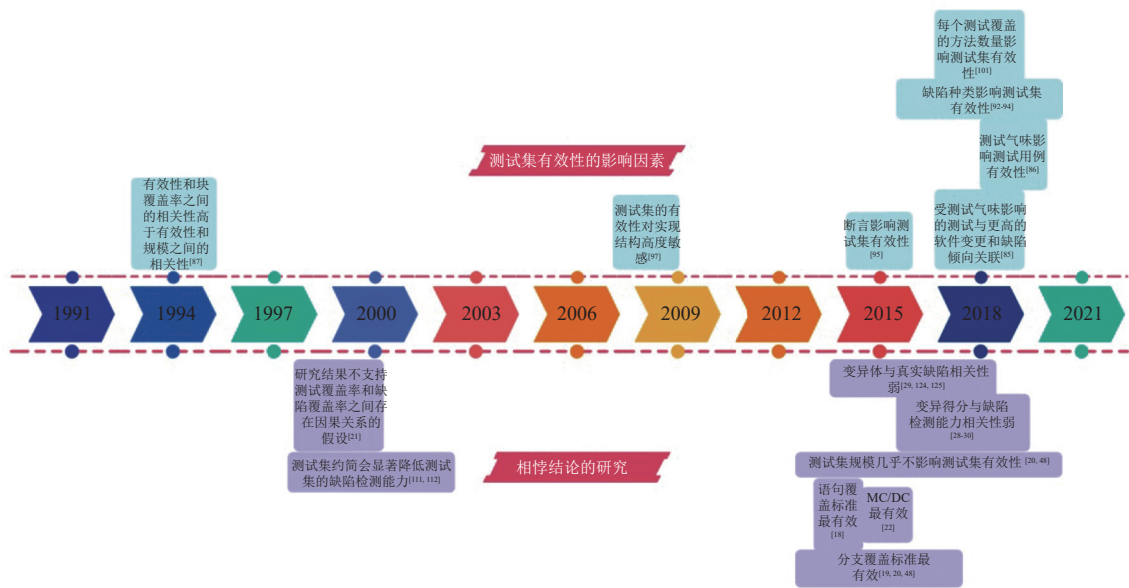 每个测试覆盖
的方法数量影
响测试集有效
性[101]
缺陷种类影响测试集
有效性[92-94]
测试气味影
响测试用例
有效性[86]
测试集有效性的影响因素
有效性和块
覆盖率之间
的相关性高
于有效性和
规模之间的
相关性[87]
测试集的有
效性对实现
结构高度敏
感[97]
断言影响测
试集有效性
[95]
受测试气味影响
的测试与更高的
软件变更和缺陷
倾向关联[85]
1991
1994
1997
2000
2003
2006
2009
2012
2015
2018
2021
研究结果不支持
测试覆盖率和缺
陷覆盖率之间存
在因果关系的
假设[21]
测试集约简会显著降低测试
集的缺陷检测能力[111, 112]
相悖结论的研究
变异体与真实缺陷相关性
弱[29, 124, 125]
变异得分与缺陷
检测能力相关性弱
[28-30]
测试集规模几乎不影响测试集有效性 [20, 48]
语句覆
盖标准
最有效
[18]
MC/DC
最有效
[22]
分支覆盖标准最
有效[19, 20, 48]